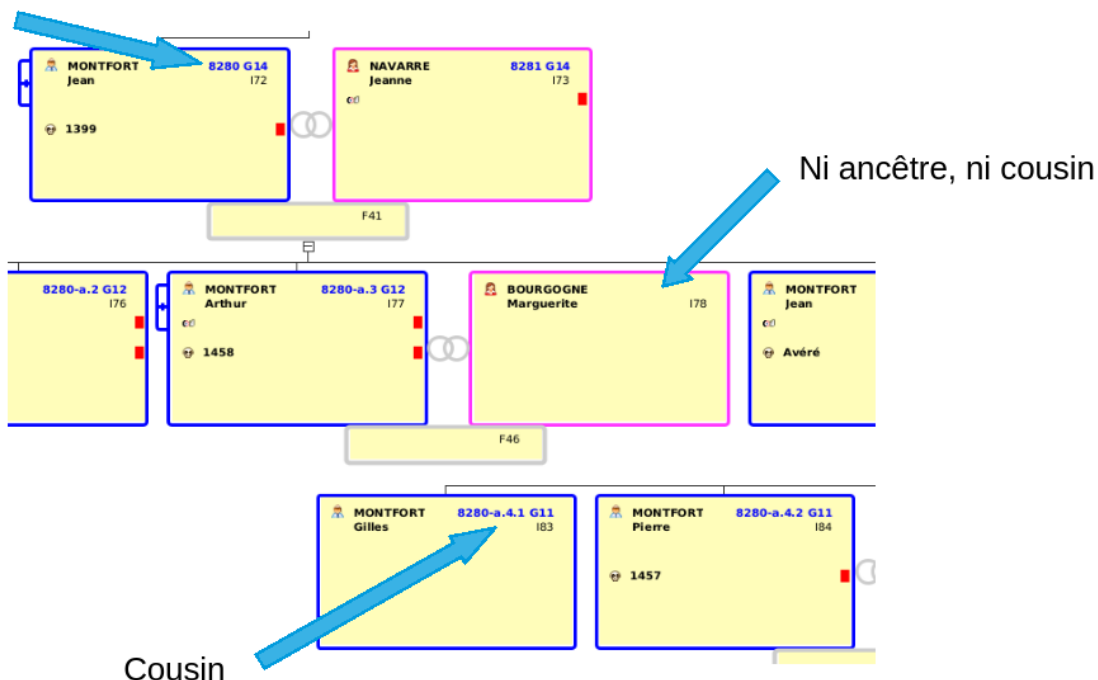 MONTFORT 8280 G14
Jean I72
1399
NAVARRE 8281 G14
Jeanne I73
Ni ancêtre, ni cousin
F41
8280-a.2 G12
I76
MONTFORT 8280-a.3 G12
Arthur I77
1458
BOURGOGNE
Marguerite I78
MONTFORT
Jean
Avéré
F46
MONTFORT 8280-a.4.1 G11
Gilles I83
MONTFORT 8280-a.4.2 G11
Pierre I84
1457
Cousin